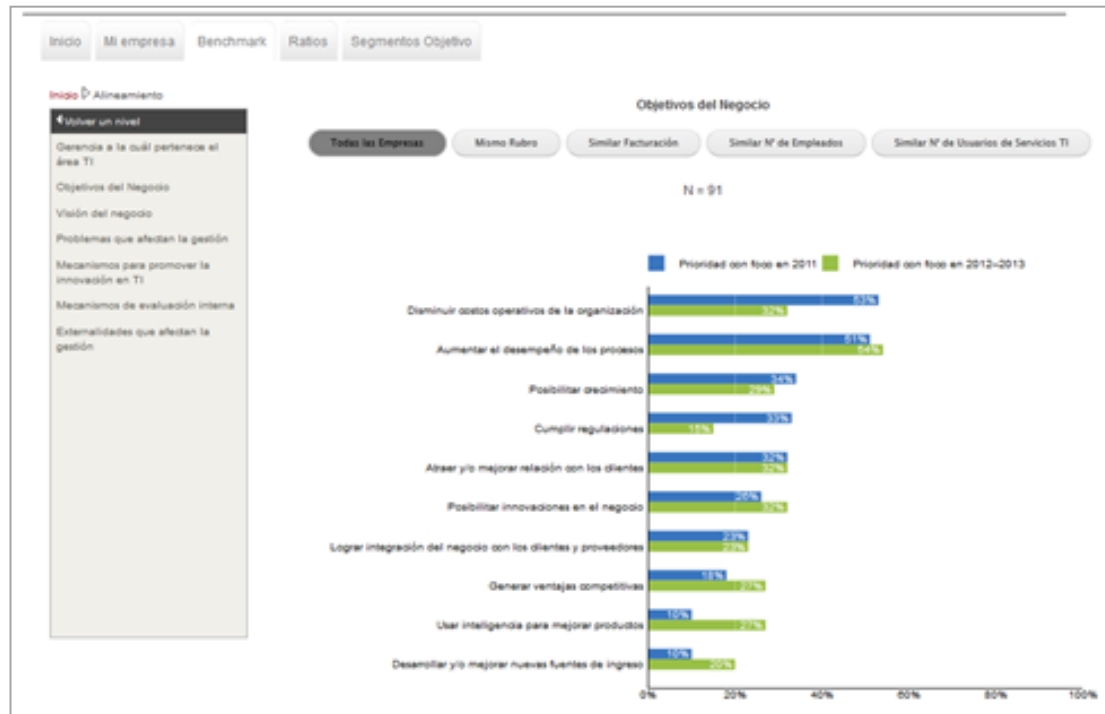 Inicio Mi empresa Benchmark Ratios Segmentos Objetivo
Inicio Alineamiento
Volver un nivel
Gerencia a la cuál pertenece el
área TI
Objetivos del Negocio
Visión del negocio
Problemas que afectan la gestión
Mecanismos para promover la
innovación en TI
Mecanismos de evaluación interna
Externalidades que afectan la
gestión
Objetivos del Negocio
Todas las Empresas Mismo Rubro Similar Facturación Similar Nº de Empleados Similar Nº de Usuarios de Servicios TI
N = 91
Prioridad con foco en 2011 Prioridad con foco en 2012-2013
Disminuir costos operativos de la organización 53% 32%
Aumentar el desempeño de los procesos 51% 54%
Posibilitar crecimiento 34% 29%
Cumplir regulaciones 33% 15%
Atraer y/o mejorar relación con los clientes 32% 32%
Posibilitar innovaciones en el negocio 26% 32%
Lograr integración del negocio con los clientes y proveedores 23% 23%
Generar ventajas competitivas 18% 27%
Usar inteligencia para mejorar productos 10% 27%
Desarrollar y/o mejorar nuevas fuentes de ingreso 10% 20%
0% 20% 40% 60% 80% 100%